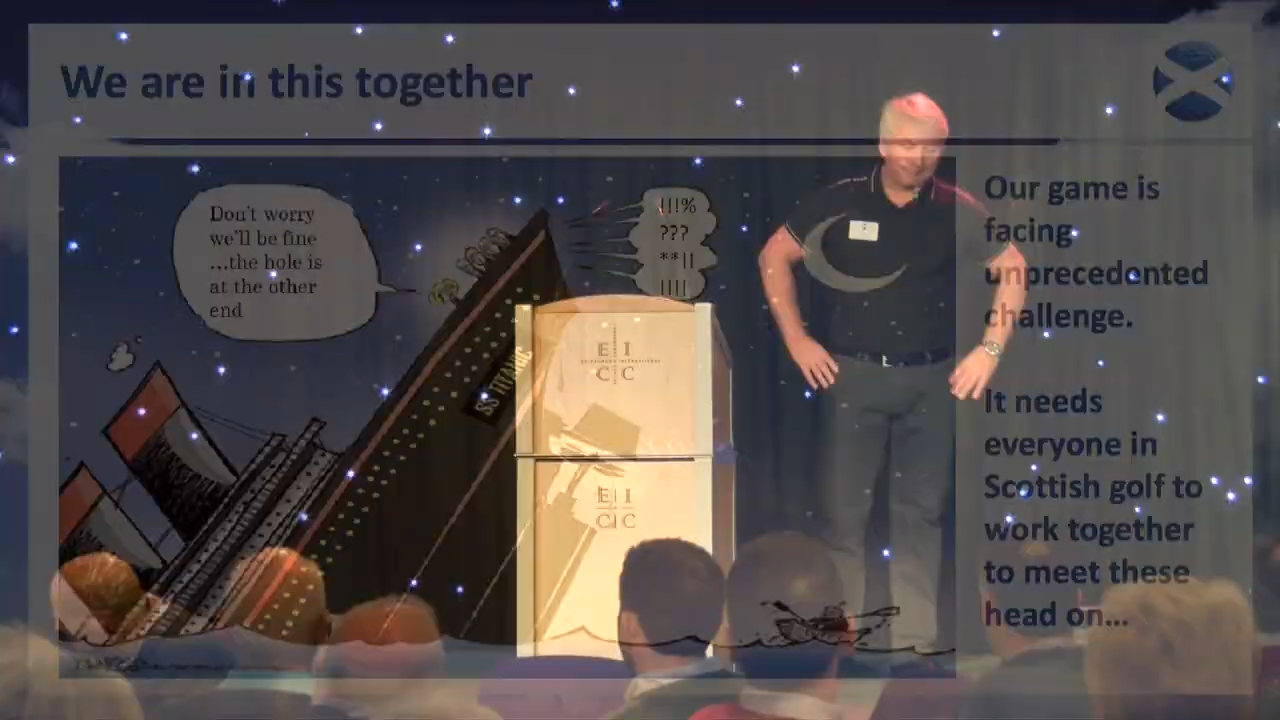 We are in this together
Don't worry
we'll be fine
...the hole is
at the other
end
!!!%
???
**!!
!!!!
SS TITANIC
E I
C C
E I
C C
Our game is
facing
unprecedented
challenge.
It needs
everyone in
Scottish golf to
work together
to meet these
head on...